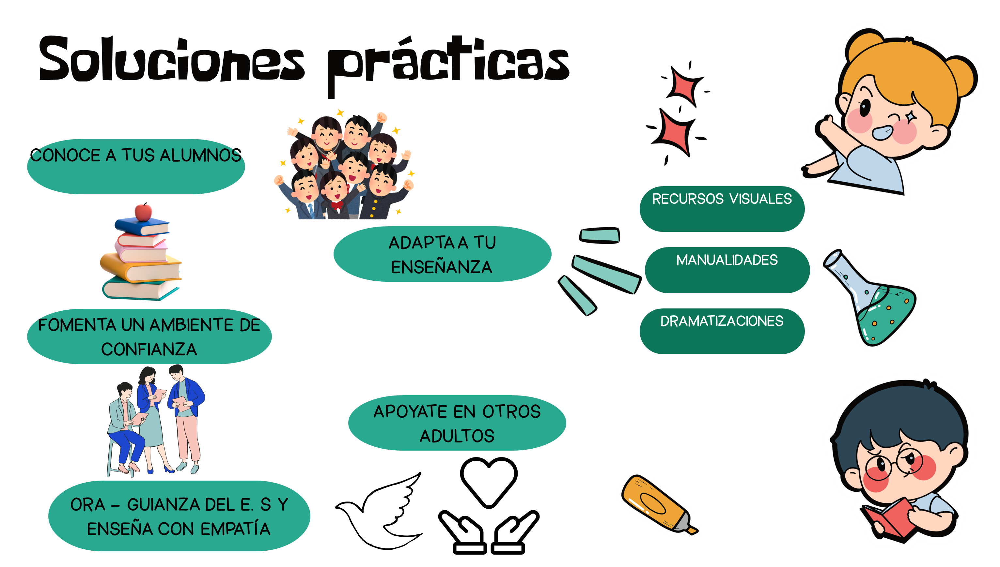 Soluciones prácticas
CONOCE A TUS ALUMNOS
ADAPTA A TU
ENSEÑANZA
RECURSOS VISUALES
MANUALIDADES
DRAMATIZACIONES
FOMENTA UN AMBIENTE DE
CONFIANZA
APOYATE EN OTROS
ADULTOS
ORA - GUIANZA DEL E. S Y
ENSEÑA CON EMPATÍA